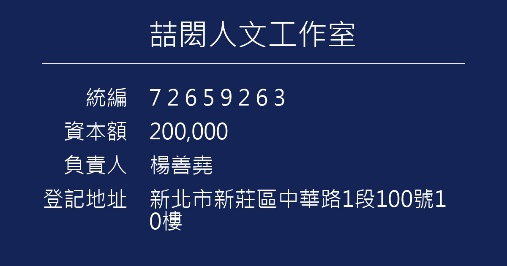 喆閎人文工作室
統編 72659263
資本額 200,000
負責人 楊善堯
登記地址 新北市新莊區中華路1段100號1
0樓